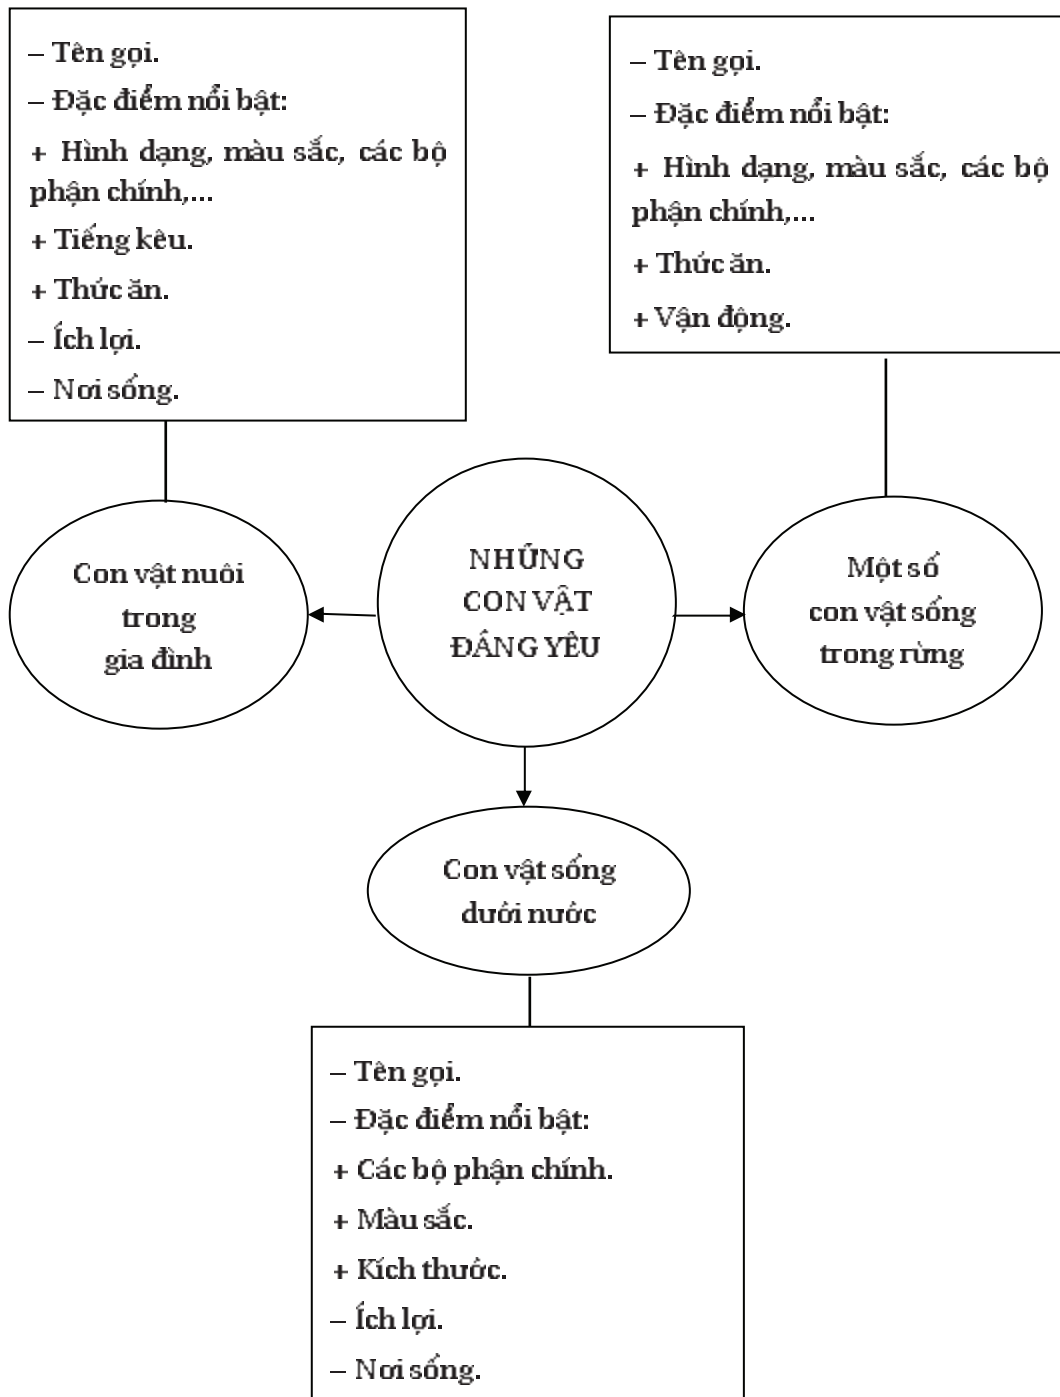 – Tên gọi.
– Đặc điểm nổi bật:
+ Hình dạng, màu sắc, các bộ
phận chính,...
+ Tiếng kêu.
+ Thức ăn.
– Ích lợi.
– Nơi sống.
– Tên gọi.
– Đặc điểm nổi bật:
+ Hình dạng, màu sắc, các bộ
phận chính,...
+ Thức ăn.
+ Vận động.
Con vật nuôi
trong
gia đình
NHỮNG
CON VẬT
ĐÁNG YÊU
Một số
con vật sống
trong rừng
Con vật sống
dưới nước
– Tên gọi.
– Đặc điểm nổi bật:
+ Các bộ phận chính.
+ Màu sắc.
+ Kích thước.
– Ích lợi.
– Nơi sống.